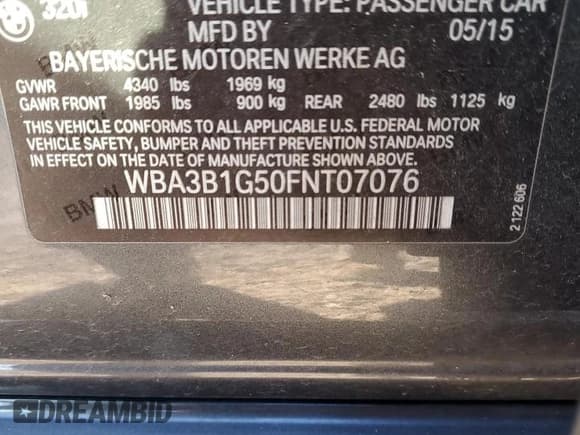 320i VEHICLE TYPE: PASSENGER CAR
MFD BY 05/15
BAYERISCHE MOTOREN WERKE AG
GVWR 4340 lbs 1969 kg
GAWR FRONT 1985 lbs 900 kg REAR 2480 lbs 1125 kg
THIS VEHICLE CONFORMS TO ALL APPLICABLE U.S. FEDERAL MOTOR
VEHICLE SAFETY, BUMPER AND THEFT PREVENTION STANDARDS
IN EFFECT ON THE DATE OF MANUFACTURE SHOWN ABOVE.
WBA3B1G50FNT07076
2 122 606
BMW
DREAMBID